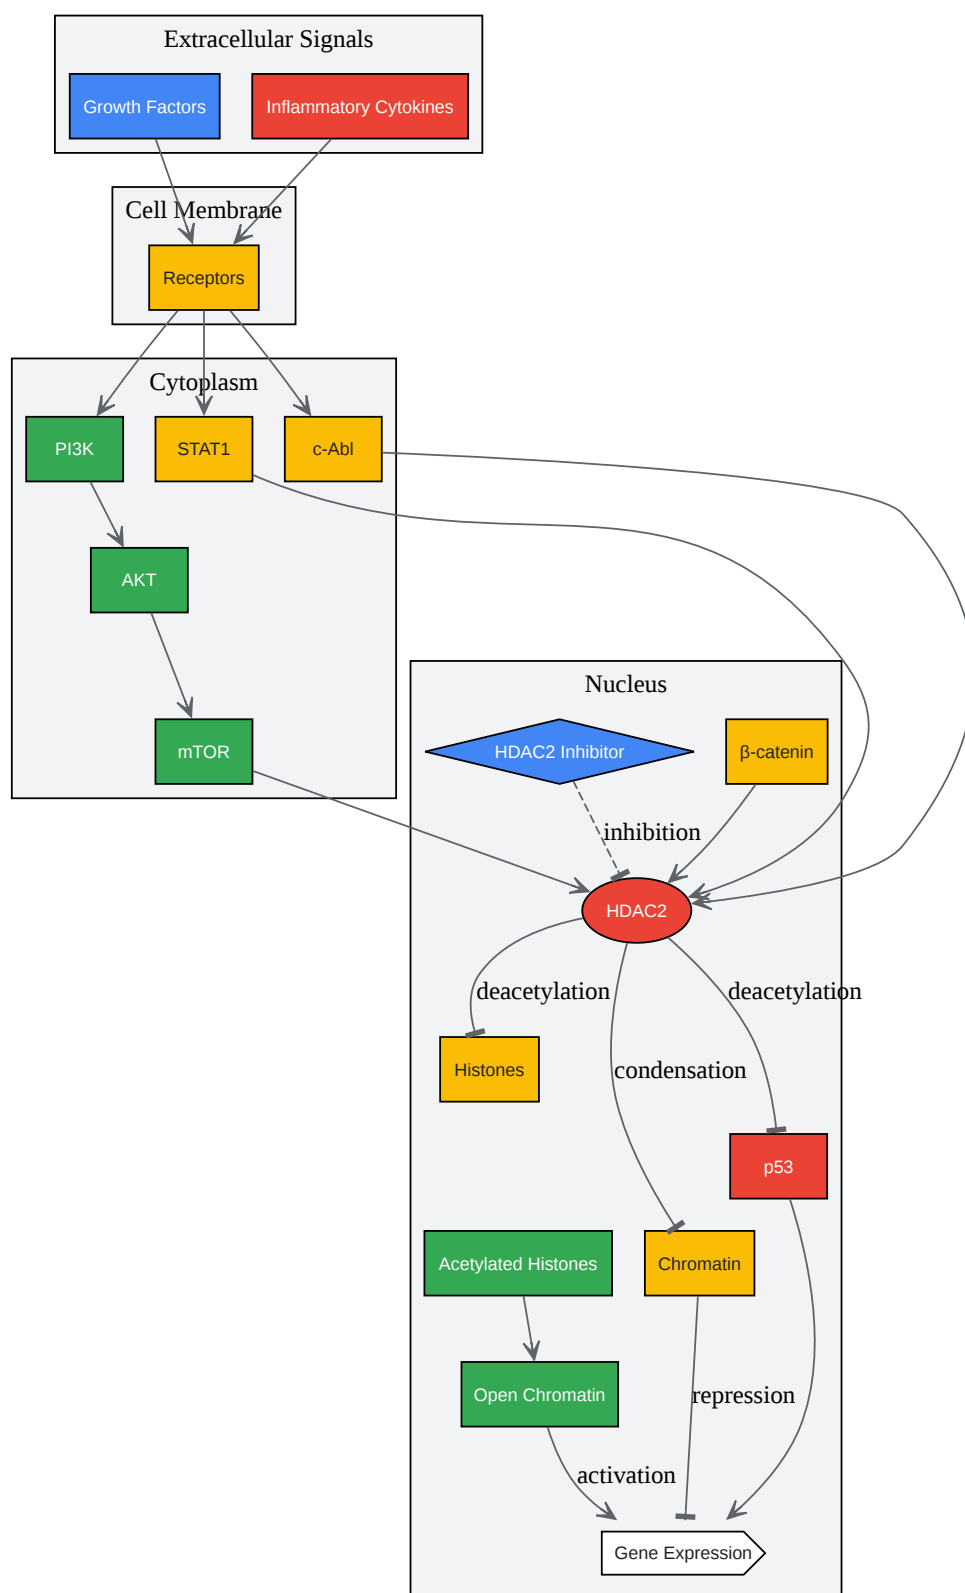 Extracellular Signals
Growth Factors
Inflammatory Cytokines
Cell Membrane
Receptors
Cytoplasm
PI3K
STAT1
c-Abl
AKT
mTOR
Nucleus
HDAC2 Inhibitor
β-catenin
inhibition
HDAC2
deacetylation
deacetylation
Histones
condensation
p53
Acetylated Histones
Chromatin
Open Chromatin
repression
activation
Gene Expression